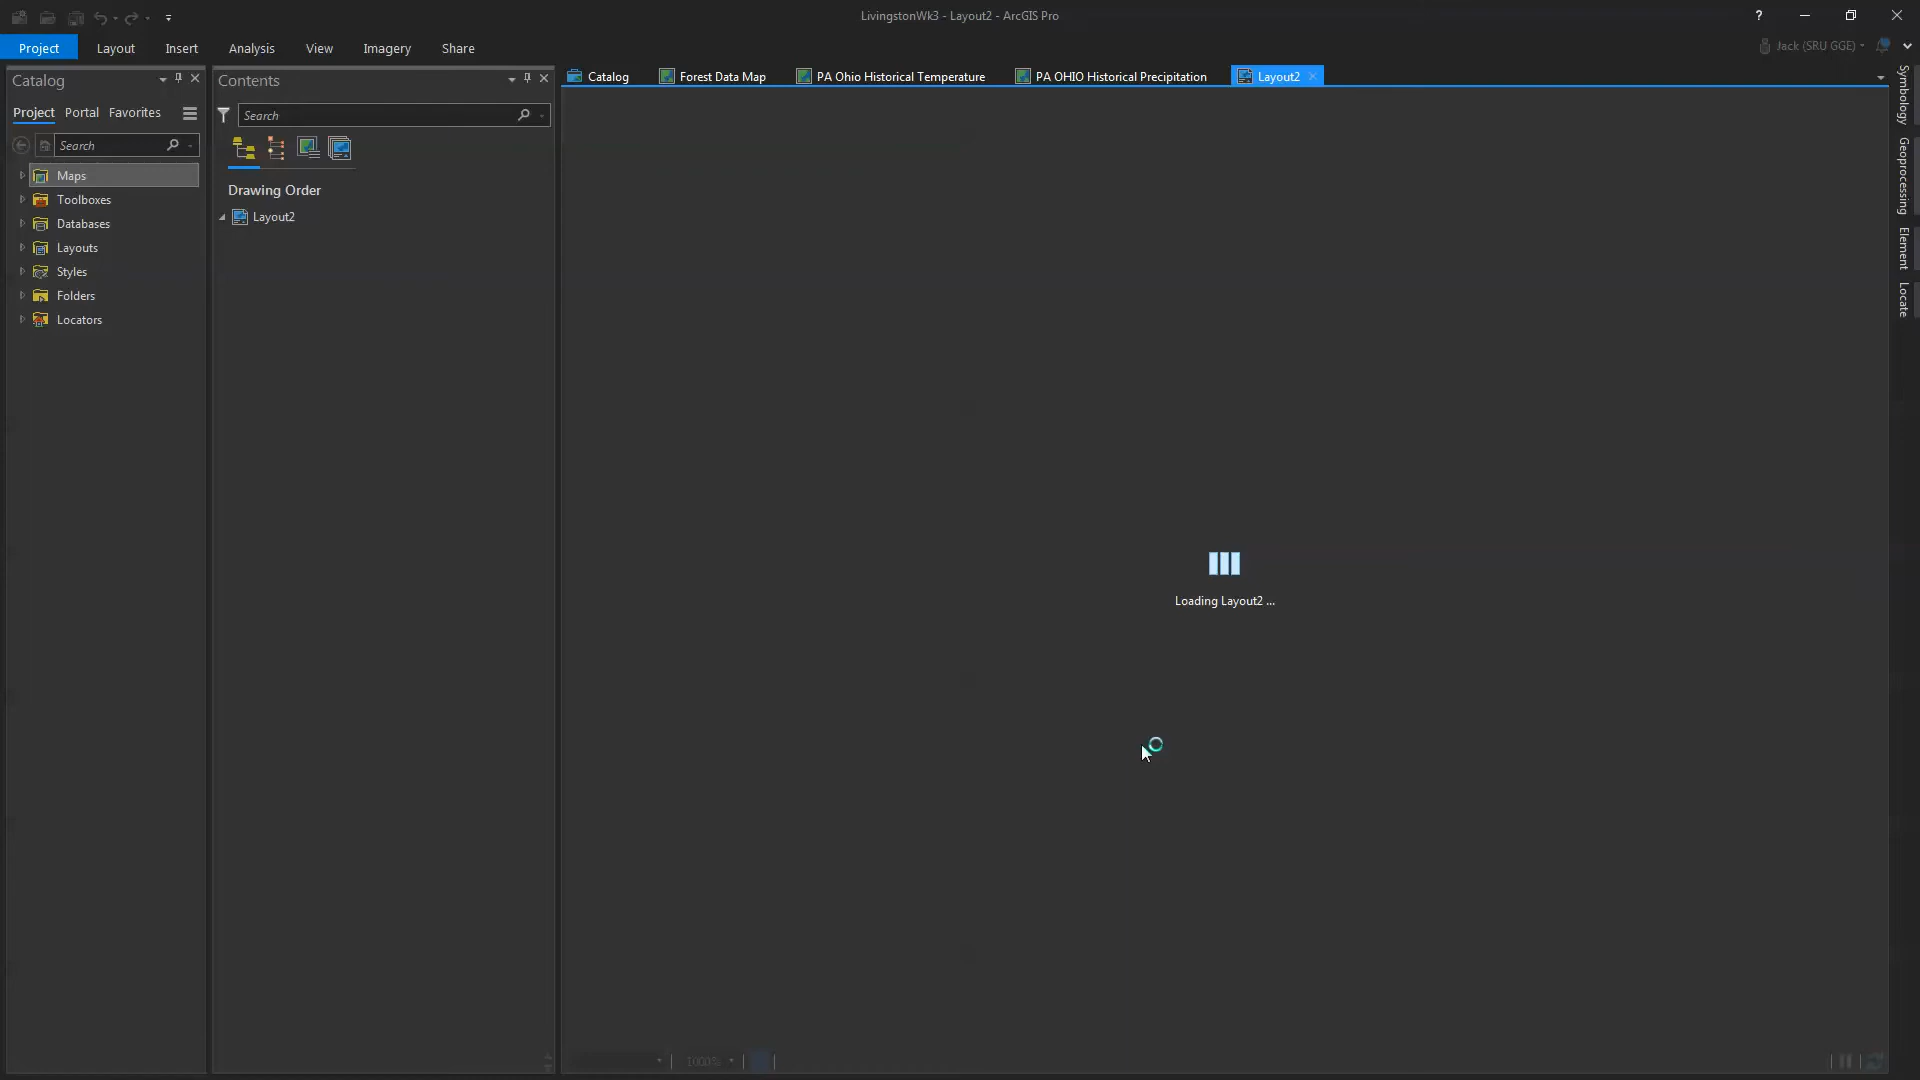 LivingstonWk3 - Layout2 - ArcGIS Pro
?
Project
Layout
Insert
Analysis
View
Imagery
Share
Jack (SRU GGE)
Catalog
Project
Portal
Favorites
Search
Maps
Toolboxes
Databases
Layouts
Styles
Folders
Locators
Contents
Search
Drawing Order
Layout2
Catalog
Forest Data Map
PA Ohio Historical Temperature
PA OHIO Historical Precipitation
Layout2
Loading Layout2 ...
1000%
Symbology
Geoprocessing
Element
Locate